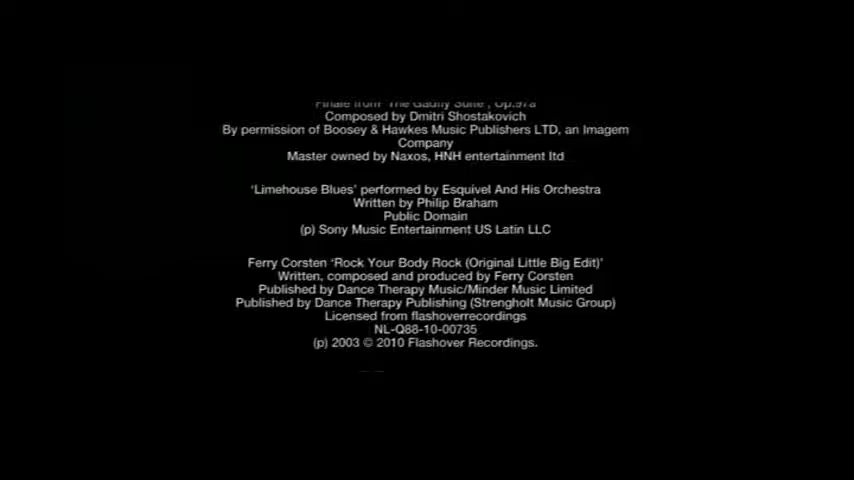 Finale from 'The Gadfly Suite', Op.97a
Composed by Dmitri Shostakovich
By permission of Boosey & Hawkes Music Publishers LTD, an Imagem
Company
Master owned by Naxos, HNH entertainment ltd
'Limehouse Blues' performed by Esquivel And His Orchestra
Written by Philip Braham
Public Domain
(p) Sony Music Entertainment US Latin LLC
Ferry Corsten 'Rock Your Body Rock (Original Little Big Edit)'
Written, composed and produced by Ferry Corsten
Published by Dance Therapy Music/Minder Music Limited
Published by Dance Therapy Publishing (Strengholt Music Group)
Licensed from flashoverrecordings
NL-Q88-10-00735
(p) 2003 © 2010 Flashover Recordings.